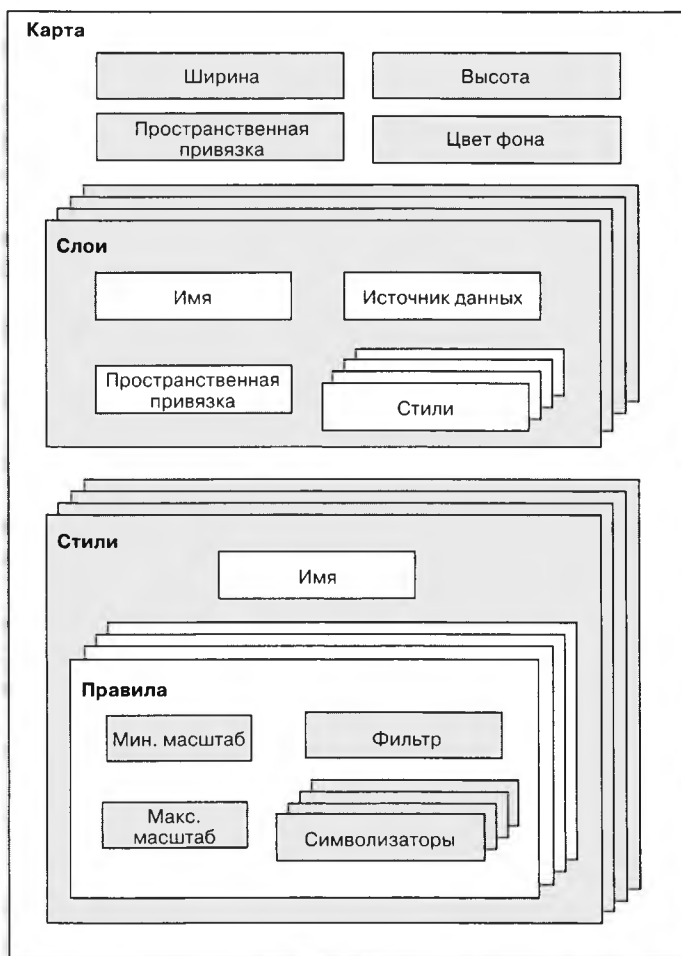 Карта
Ширина
Высота
Пространственная
привязка
Цвет фона
Слои
Имя
Источник данных
Пространственная
привязка
Стили
Стили
Имя
Правила
Мин. масштаб
Фильтр
Макс.
масштаб
Символизаторы